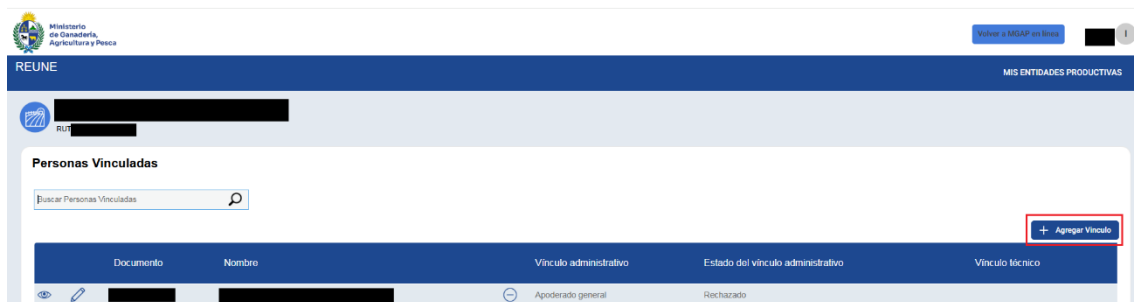 Ministerio
de Ganadería,
Agricultura y Pesca
Volver a MGAP en línea
I
REUNE
MIS ENTIDADES PRODUCTIVAS
RUT
Personas Vinculadas
Buscar Personas Vinculadas
+ Agregar Vínculo
Documento Nombre Vínculo administrativo Estado del vínculo administrativo Vínculo técnico
Apoderado general Rechazado